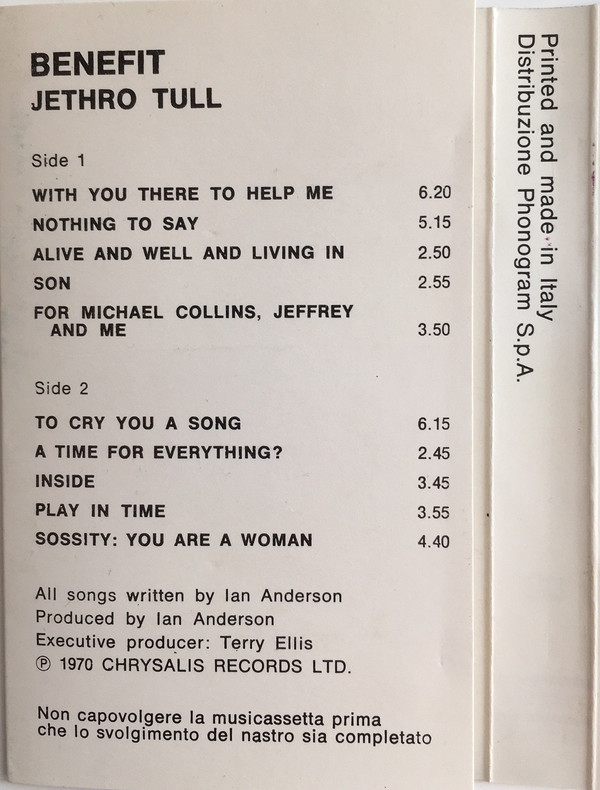 BENEFIT
JETHRO TULL
Side 1
WITH YOU THERE TO HELP ME 6.20
NOTHING TO SAY 5.15
ALIVE AND WELL AND LIVING IN 2.50
SON 2.55
FOR MICHAEL COLLINS, JEFFREY
AND ME 3.50
Side 2
TO CRY YOU A SONG 6.15
A TIME FOR EVERYTHING? 2.45
INSIDE 3.45
PLAY IN TIME 3.55
SOSSITY: YOU ARE A WOMAN 4.40
All songs written by Ian Anderson
Produced by Ian Anderson
Executive producer: Terry Ellis
℗ 1970 CHRYSALIS RECORDS LTD.
Non capovolgere la musicassetta prima
che lo svolgimento del nastro sia completato
Printed and made in Italy
Distribuzione Phonogram S.p.A.